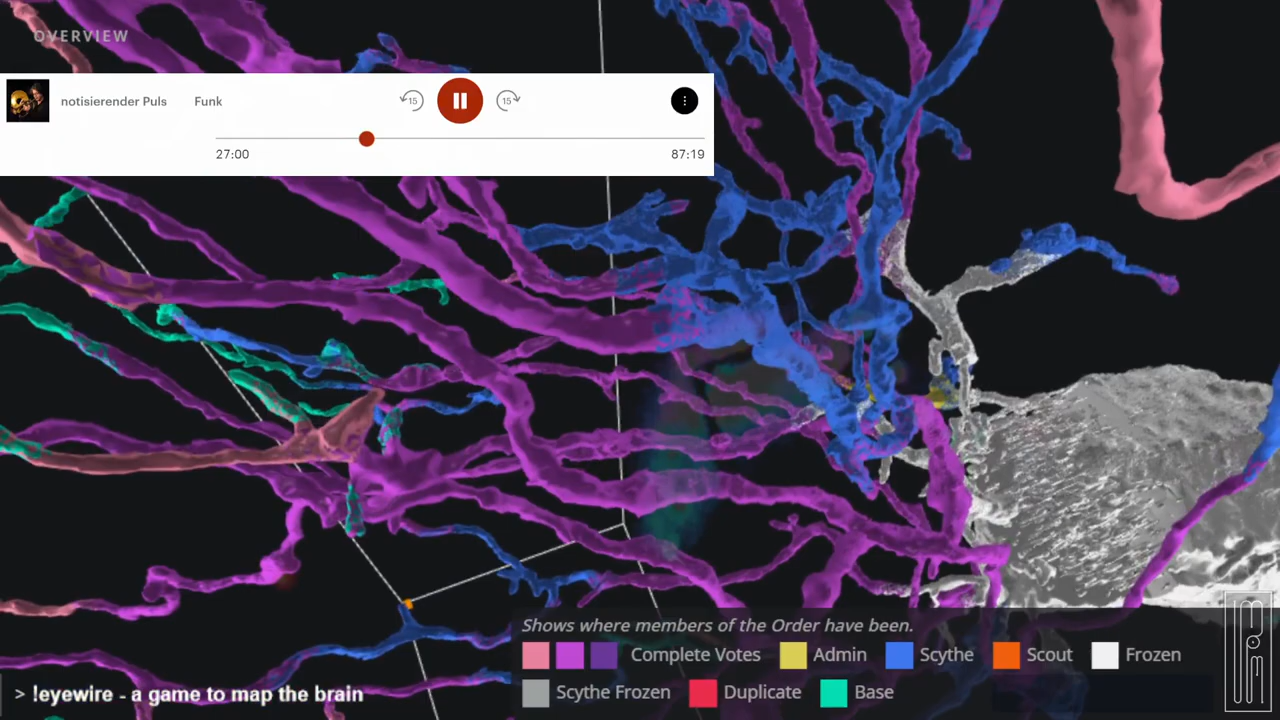 OVERVIEW
notisierender Puls Funk
15 15
27:00 87:19
Shows where members of the Order have been.
Complete Votes Admin Scythe Scout Frozen
Scythe Frozen Duplicate Base
> !eyewire - a game to map the brain